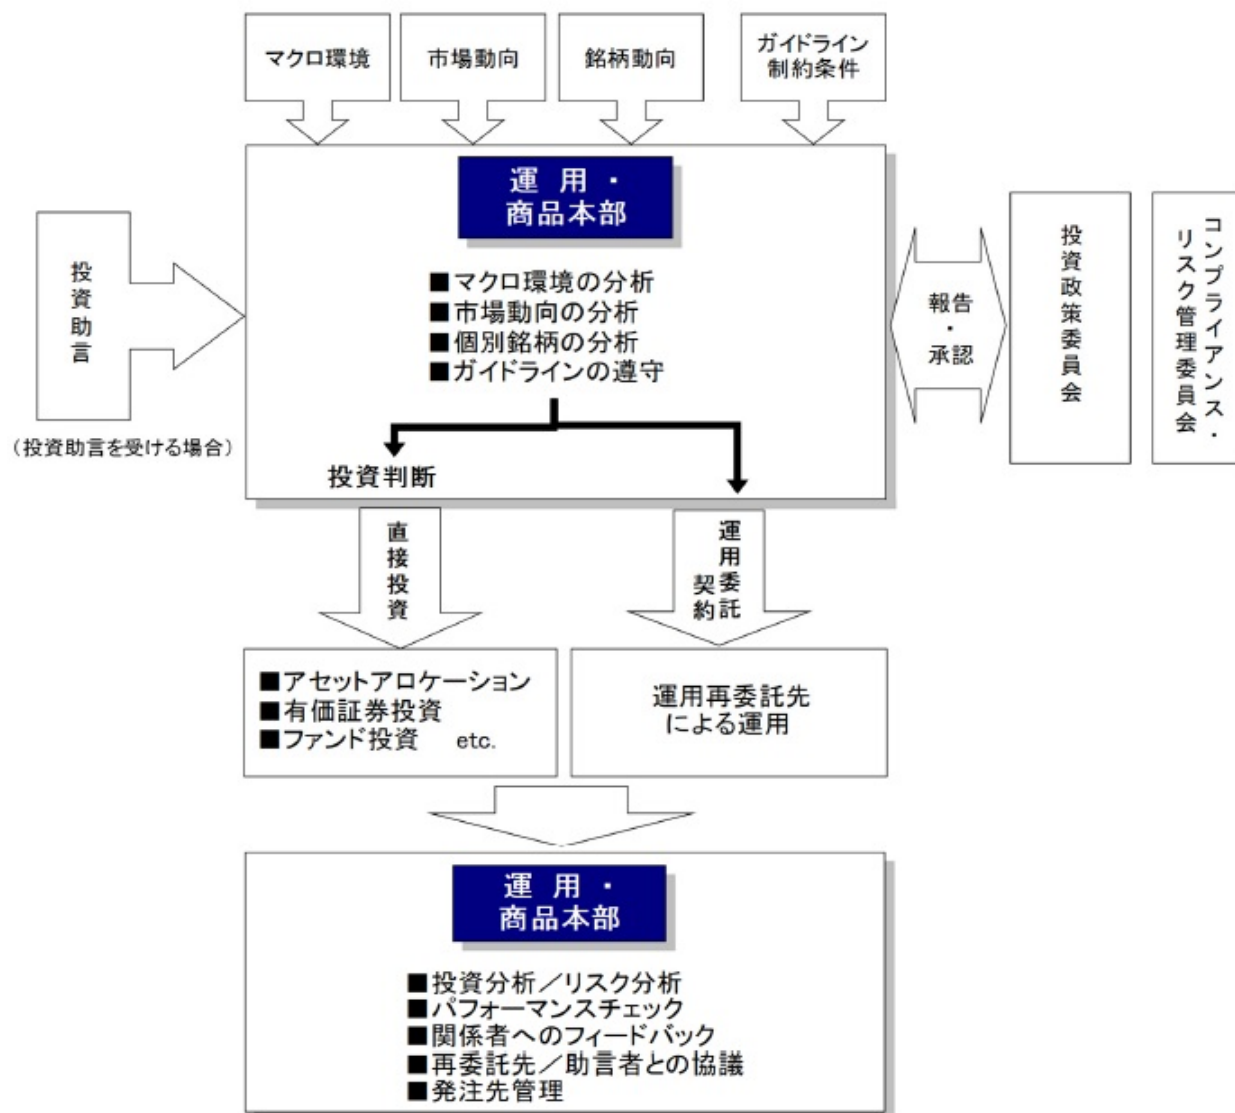 マクロ環境
市場動向
銘柄動向
ガイドライン
制約条件
運 用 ・
商品本部
投資助言
(投資助言を受ける場合)
■マクロ環境の分析
■市場動向の分析
■個別銘柄の分析
■ガイドラインの遵守
投資判断
報告
・
承認
投資政策委員会
コンプライアンス・
リスク管理委員会
直接投資
運用委託
契約
■アセットアロケーション
■有価証券投資
■ファンド投資 etc.
運用再委託先
による運用
運 用 ・
商品本部
■投資分析／リスク分析
■パフォーマンスチェック
■関係者へのフィードバック
■再委託先／助言者との協議
■発注先管理